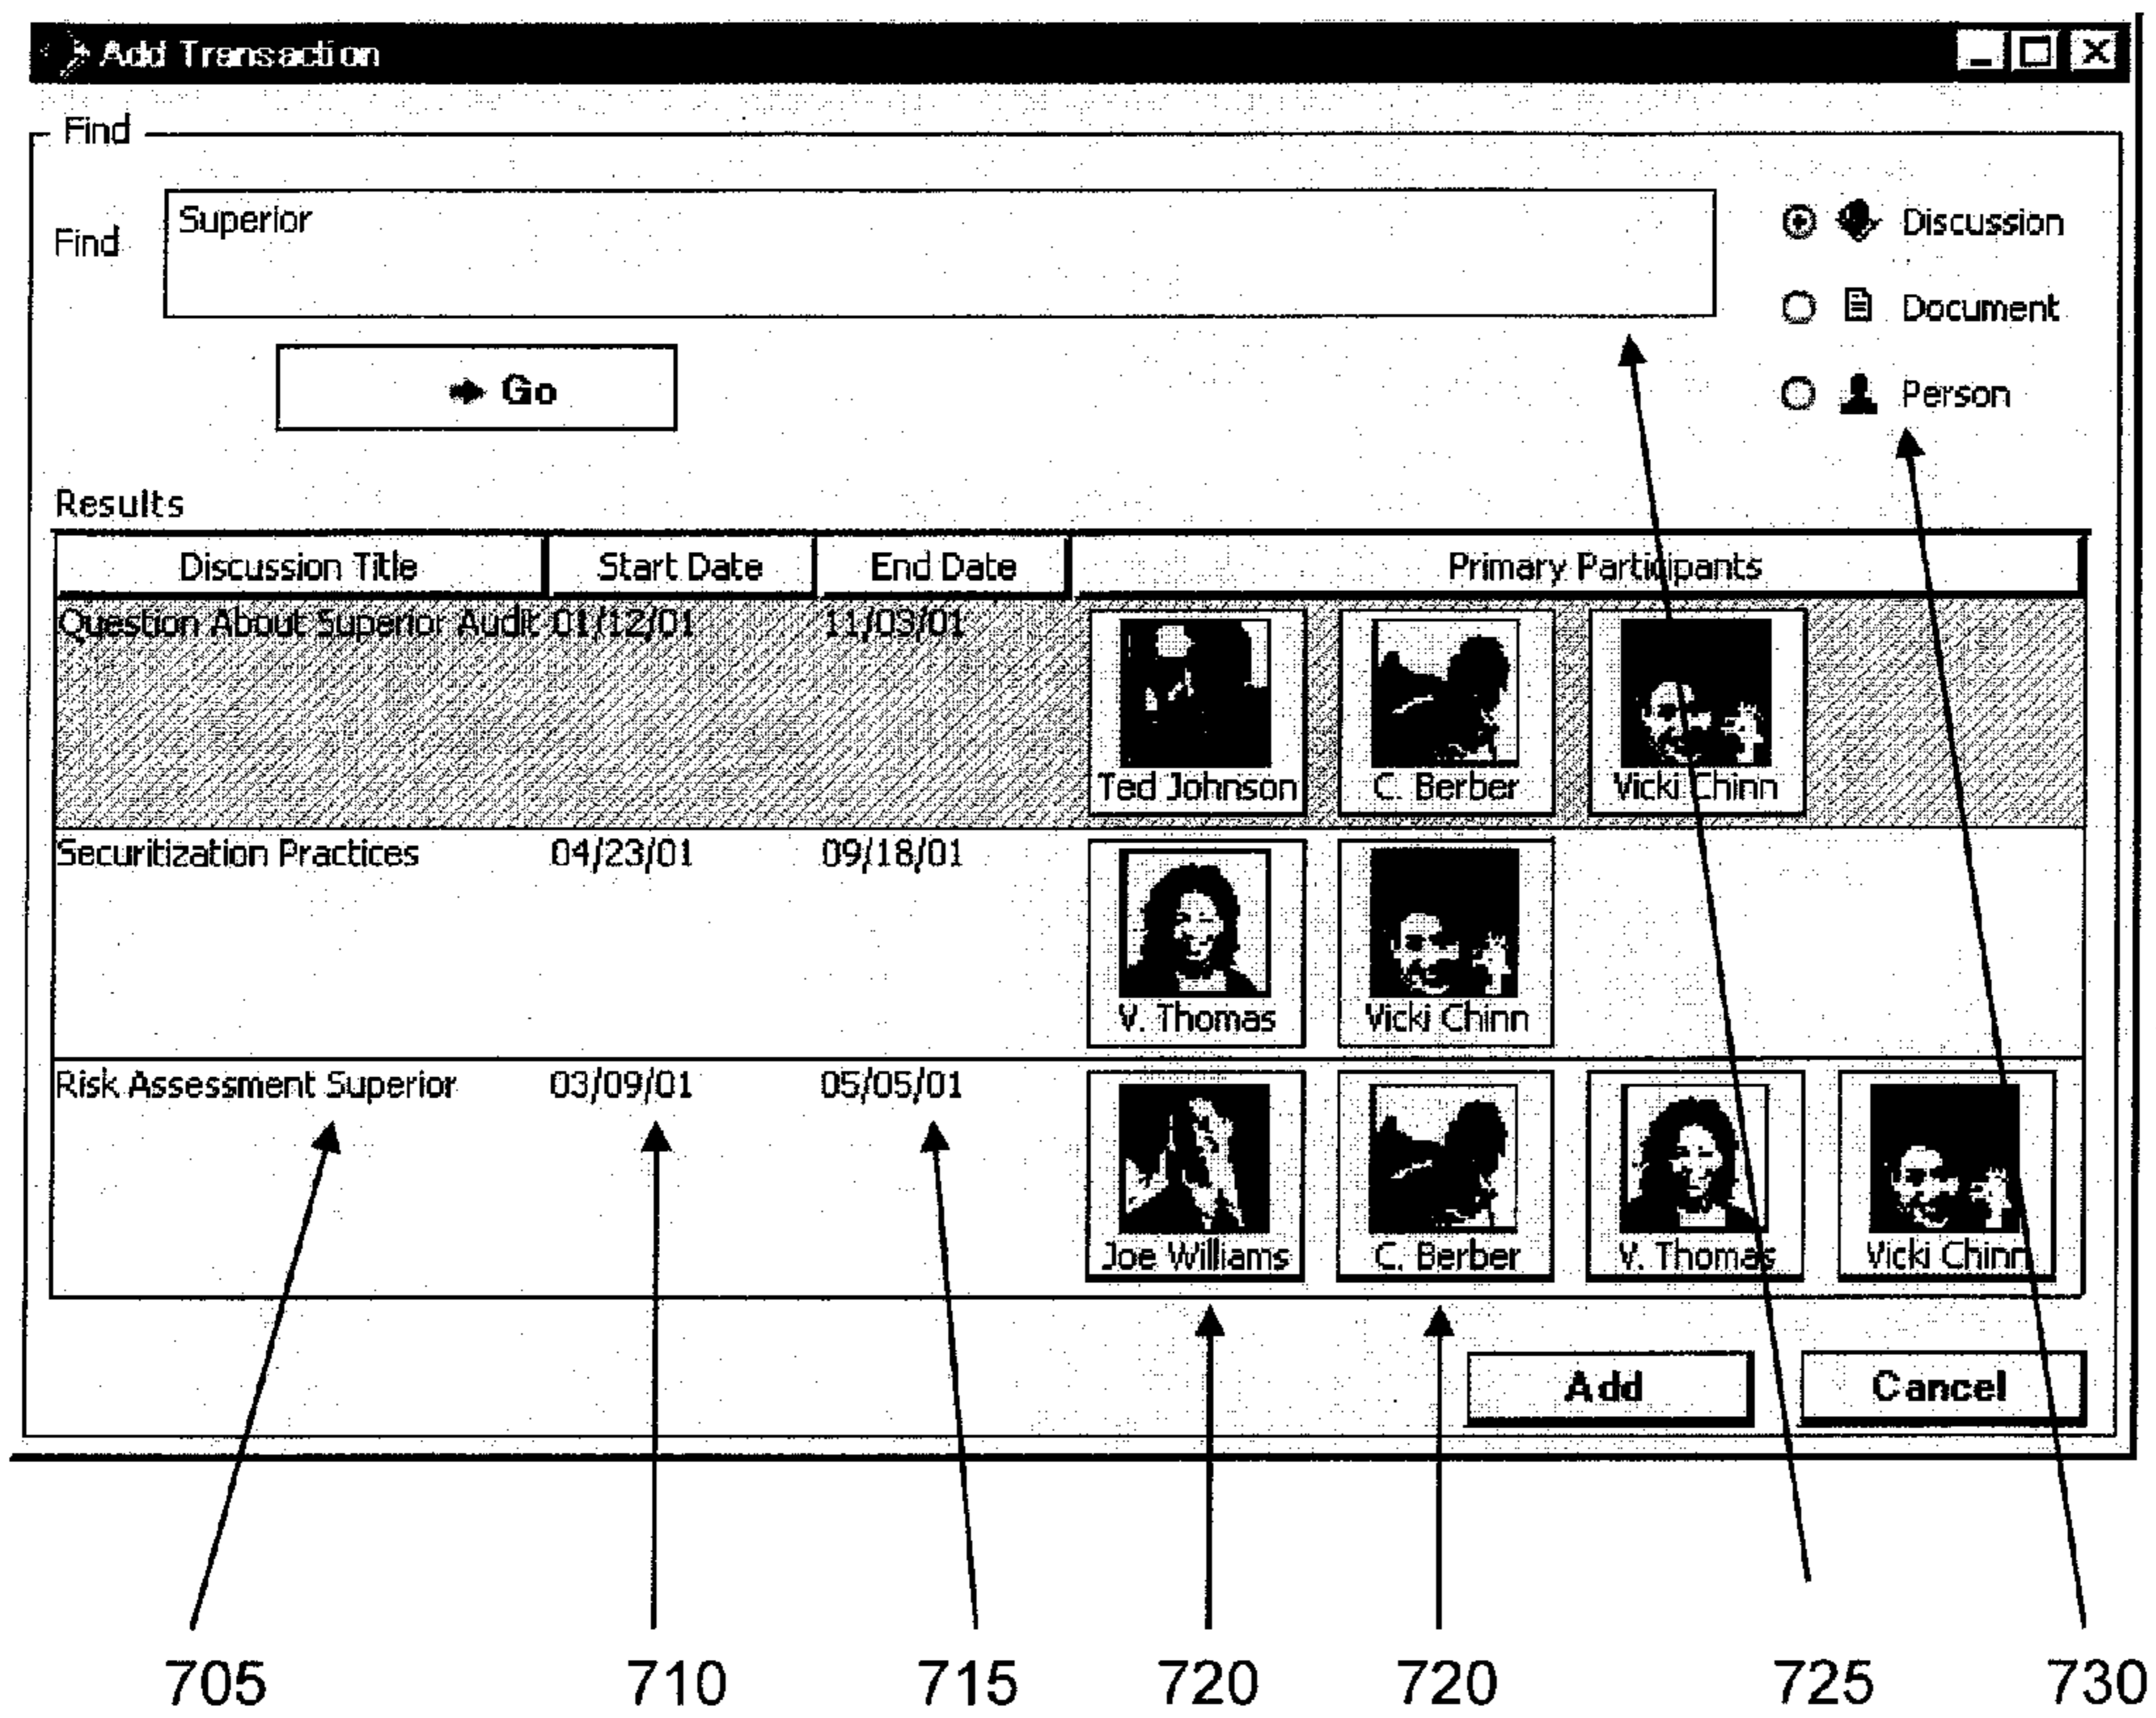 Add Transaction
Find
Find
Superior
Discussion
Document
Person
Go
Results
Discussion Title Start Date End Date Primary Participants
Question About Superior Audit 01/12/01 11/03/01
Ted Johnson C. Berber Vicki Chinn
Securitization Practices 04/23/01 09/18/01
V. Thomas Vicki Chinn
Risk Assessment Superior 03/09/01 05/05/01
Joe Williams C. Berber V. Thomas Vicki Chinn
Add Cancel
705 710 715 720 720 725 730